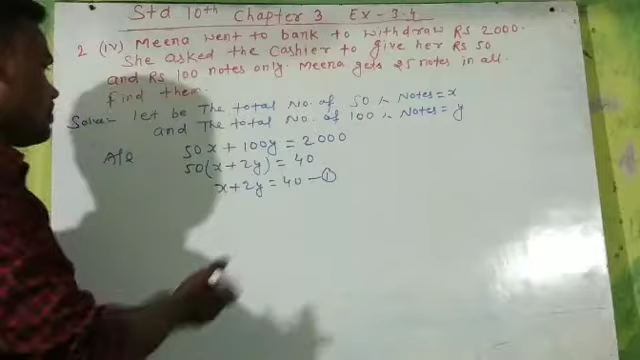 Std 10th Chapter 3 Ex-3.4
2 (iv) Meena went to bank to withdraw Rs 2000.
She asked the cashier to give her Rs 50
and Rs 100 notes only. Meena gets 25 notes in all.
find them.
Solve:- let be The total No. of 50 Notes = x
and The total No. of 100 Notes = y
A/Q 50x + 100y = 2000
50(x+2y) = 40
x+2y = 40 - ①